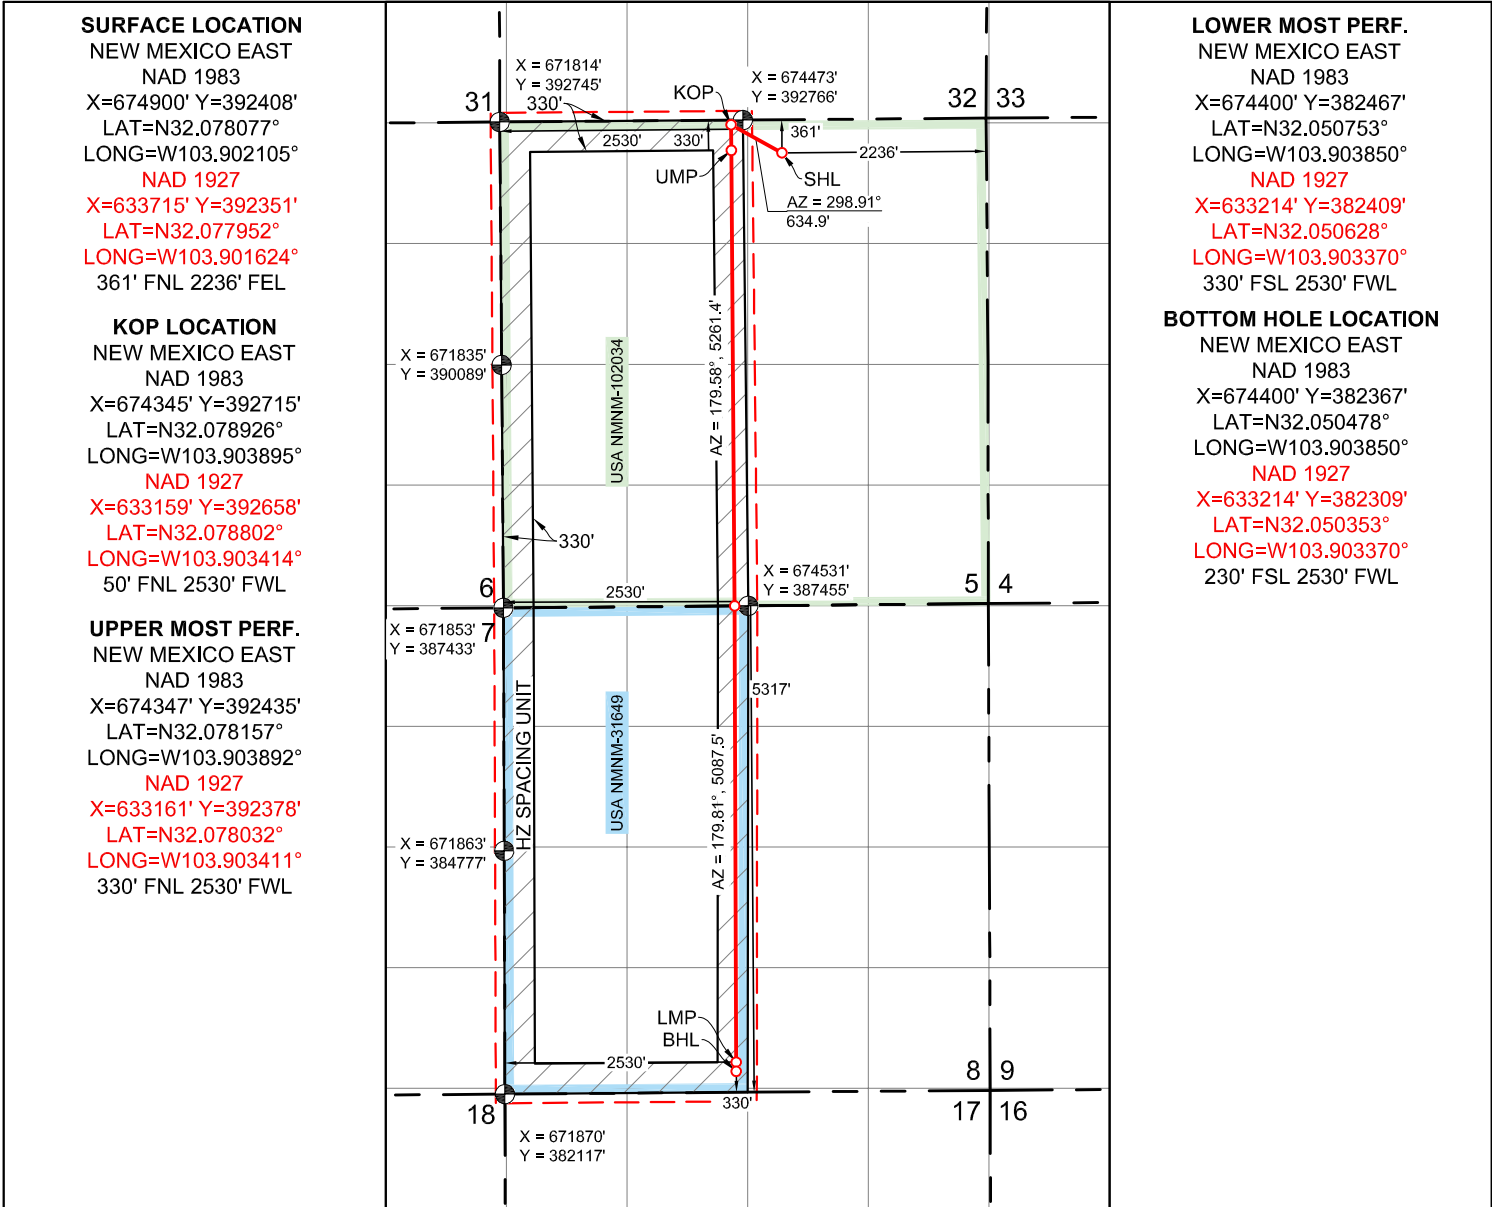 SURFACE LOCATION
NEW MEXICO EAST
NAD 1983
X=674900' Y=392408'
LAT=N32.078077°
LONG=W103.902105°
NAD 1927
X=633715' Y=392351'
LAT=N32.077952°
LONG=W103.901624°
361' FNL 2236' FEL
KOP LOCATION
NEW MEXICO EAST
NAD 1983
X=674345' Y=392715'
LAT=N32.078926°
LONG=W103.903895°
NAD 1927
X=633159' Y=392658'
LAT=N32.078802°
LONG=W103.903414°
50' FNL 2530' FWL
UPPER MOST PERF.
NEW MEXICO EAST
NAD 1983
X=674347' Y=392435'
LAT=N32.078157°
LONG=W103.903892°
NAD 1927
X=633161' Y=392378'
LAT=N32.078032°
LONG=W103.903411°
330' FNL 2530' FWL
X = 671814'
Y = 392745'
X = 674473'
Y = 392766'
31
330'
KOP
32 33
2530'
330'
361'
2236'
UMP
SHL
AZ = 298.91°
634.9'
X = 671835'
Y = 390089'
USA NMNM-102034
AZ = 179.58°, 5261.4'
330'
X = 674531'
Y = 387455'
6
2530'
5 4
X = 671853'
Y = 387433'
7
5317'
HZ SPACING UNIT
USA NMNM-31649
AZ = 179.81°, 5087.5'
X = 671863'
Y = 384777'
LMP
BHL
2530'
8 9
330'
18
17 16
X = 671870'
Y = 382117'
LOWER MOST PERF.
NEW MEXICO EAST
NAD 1983
X=674400' Y=382467'
LAT=N32.050753°
LONG=W103.903850°
NAD 1927
X=633214' Y=382409'
LAT=N32.050628°
LONG=W103.903370°
330' FSL 2530' FWL
BOTTOM HOLE LOCATION
NEW MEXICO EAST
NAD 1983
X=674400' Y=382367'
LAT=N32.050478°
LONG=W103.903850°
NAD 1927
X=633214' Y=382309'
LAT=N32.050353°
LONG=W103.903370°
230' FSL 2530' FWL